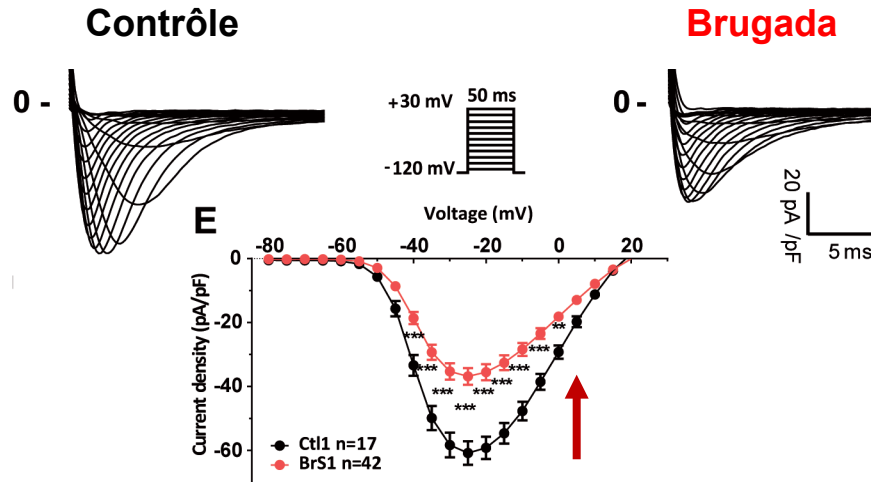 Contrôle
Brugada
0 -
0 -
+30 mV
50 ms
-120 mV
20 pA /pF
5 ms
E
Voltage (mV)
-80 -60 -40 -20 0 20
0
-20
-40
-60
Current density (pA/pF)
***
***
***
***
***
***
***
***
**
Ctl1 n=17
BrS1 n=42